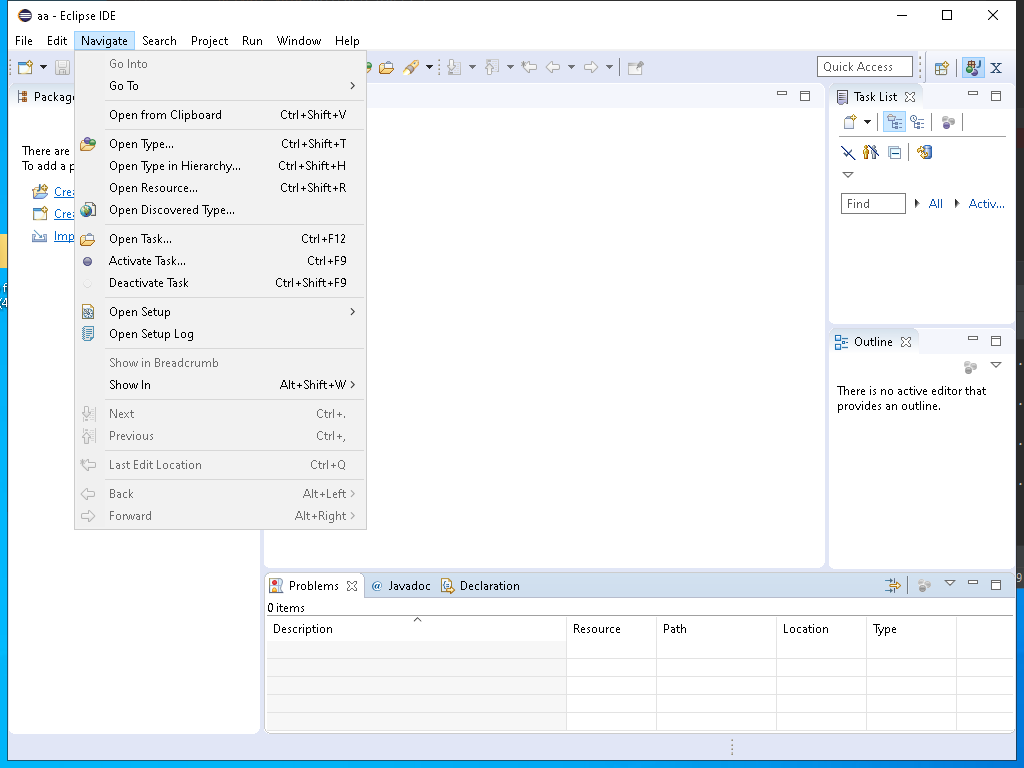 aa - Eclipse IDE
File Edit Navigate Search Project Run Window Help
Quick Access
Go Into
Go To
Open from Clipboard Ctrl+Shift+V
Open Type... Ctrl+Shift+T
Open Type in Hierarchy... Ctrl+Shift+H
Open Resource... Ctrl+Shift+R
Open Discovered Type...
Open Task... Ctrl+F12
Activate Task... Ctrl+F9
Deactivate Task Ctrl+Shift+F9
Open Setup
Open Setup Log
Show in Breadcrumb
Show In Alt+Shift+W
Next Ctrl+.
Previous Ctrl+,
Last Edit Location Ctrl+Q
Back Alt+Left
Forward Alt+Right
There are
To add a
Task List
Find All Activ...
Outline
There is no active editor that
provides an outline.
Problems @ Javadoc Declaration
0 items
Description Resource Path Location Type